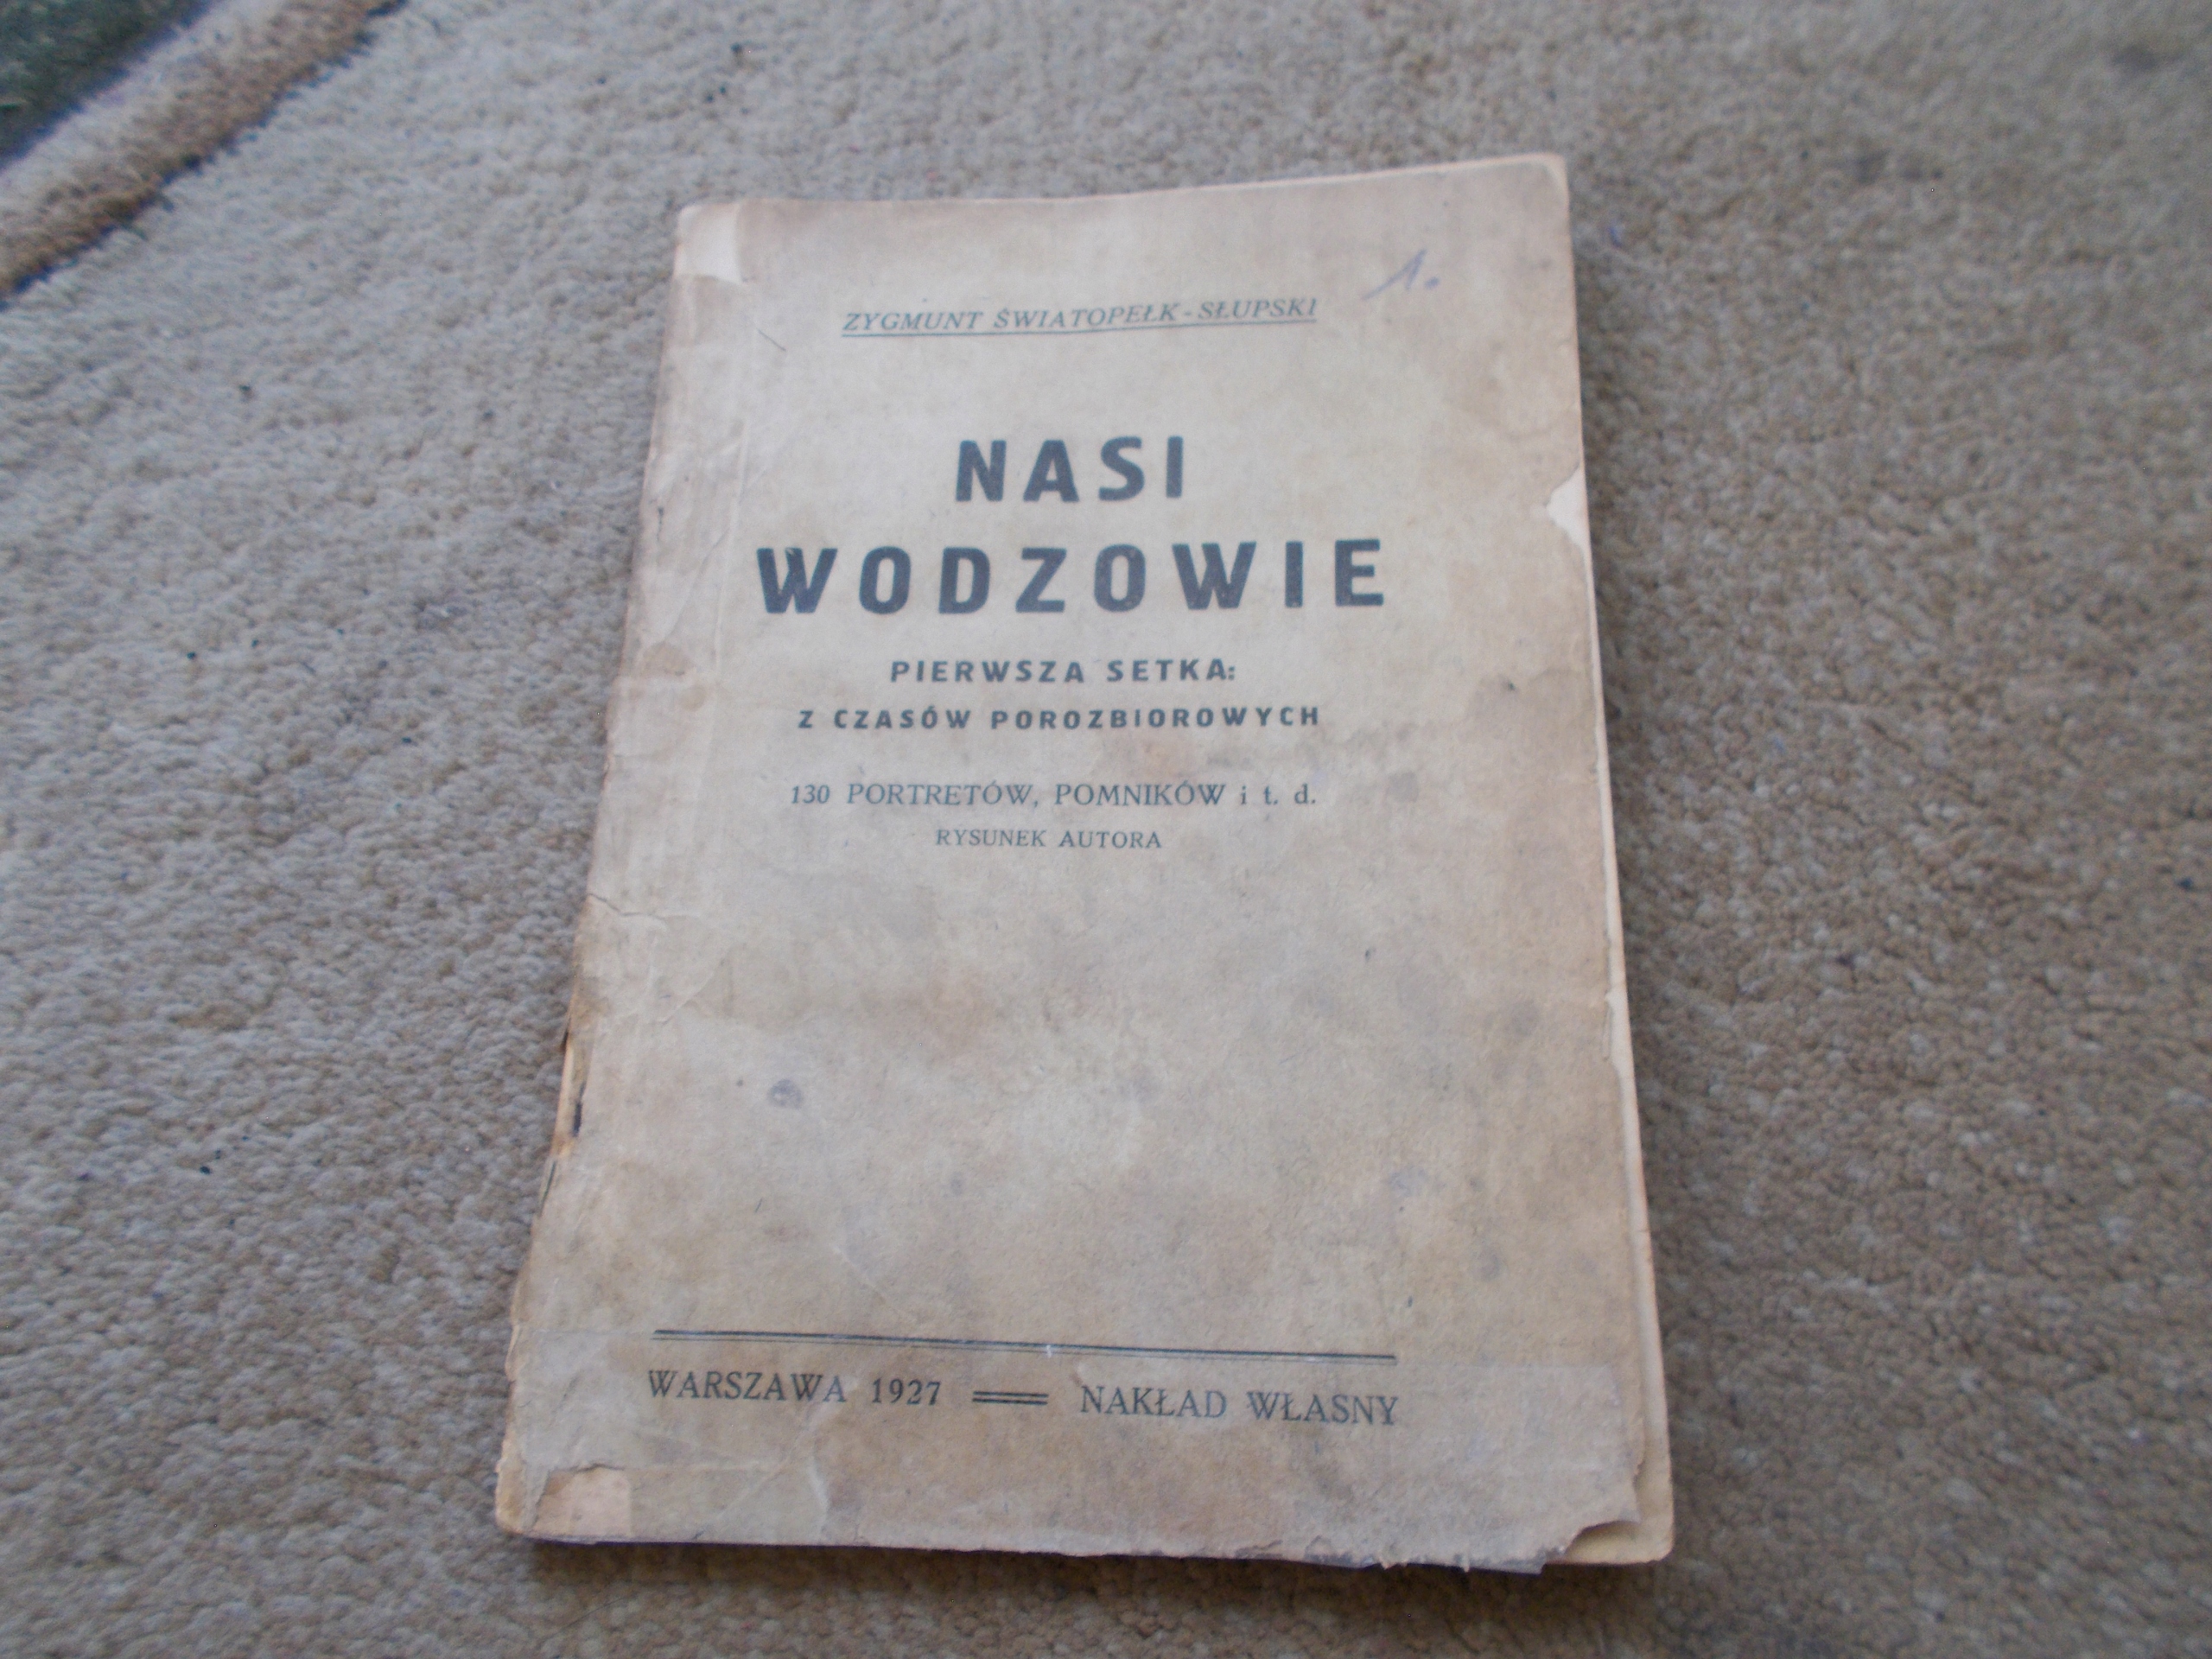 1.
ZYGMUNT ŚWIATOPEŁK-SŁUPSKI
NASI
WODZOWIE
PIERWSZA SETKA:
Z CZASÓW POROZBIOROWYCH
130 PORTRETÓW, POMNIKÓW i t. d.
RYSUNEK AUTORA
WARSZAWA 1927 == NAKŁAD WŁASNY